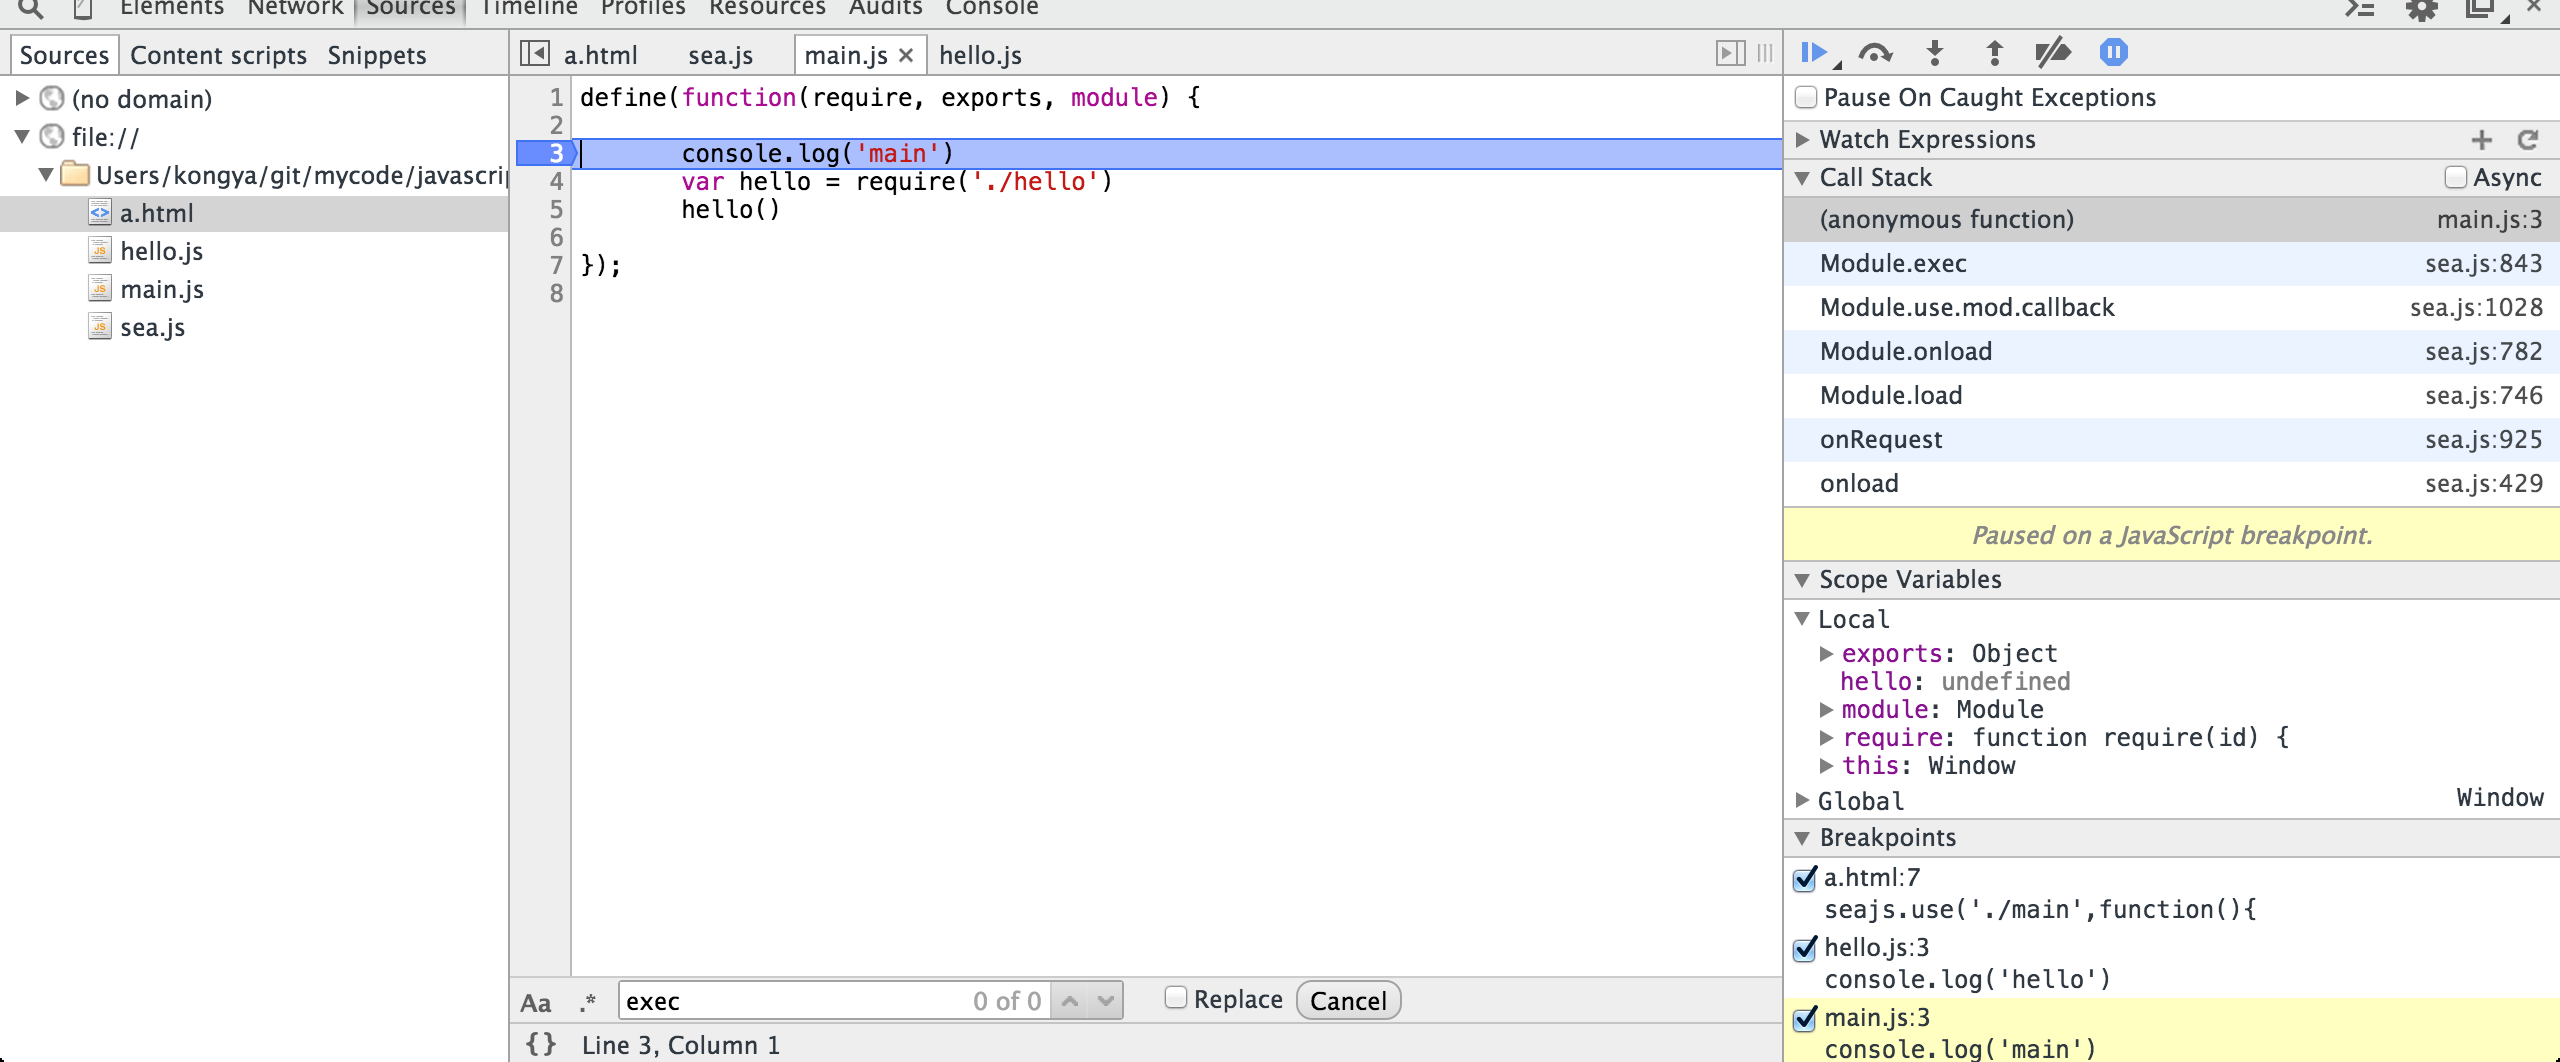 Elements Network Sources Timeline Profiles Resources Audits Console
Sources Content scripts Snippets
(no domain)
file://
Users/kongya/git/mycode/javascri
a.html
hello.js
main.js
sea.js
a.html sea.js main.js × hello.js
1 define(function(require, exports, module) {
2
3 console.log('main')
4 var hello = require('./hello')
5 hello()
6
7 });
8
Aa .* exec 0 of 0 Replace Cancel
{} Line 3, Column 1
Pause On Caught Exceptions
Watch Expressions
Call Stack Async
(anonymous function) main.js:3
Module.exec sea.js:843
Module.use.mod.callback sea.js:1028
Module.onload sea.js:782
Module.load sea.js:746
onRequest sea.js:925
onload sea.js:429
Paused on a JavaScript breakpoint.
Scope Variables
Local
exports: Object
hello: undefined
module: Module
require: function require(id) {
this: Window
Global Window
Breakpoints
a.html:7
seajs.use('./main',function(){
hello.js:3
console.log('hello')
main.js:3
console.log('main')